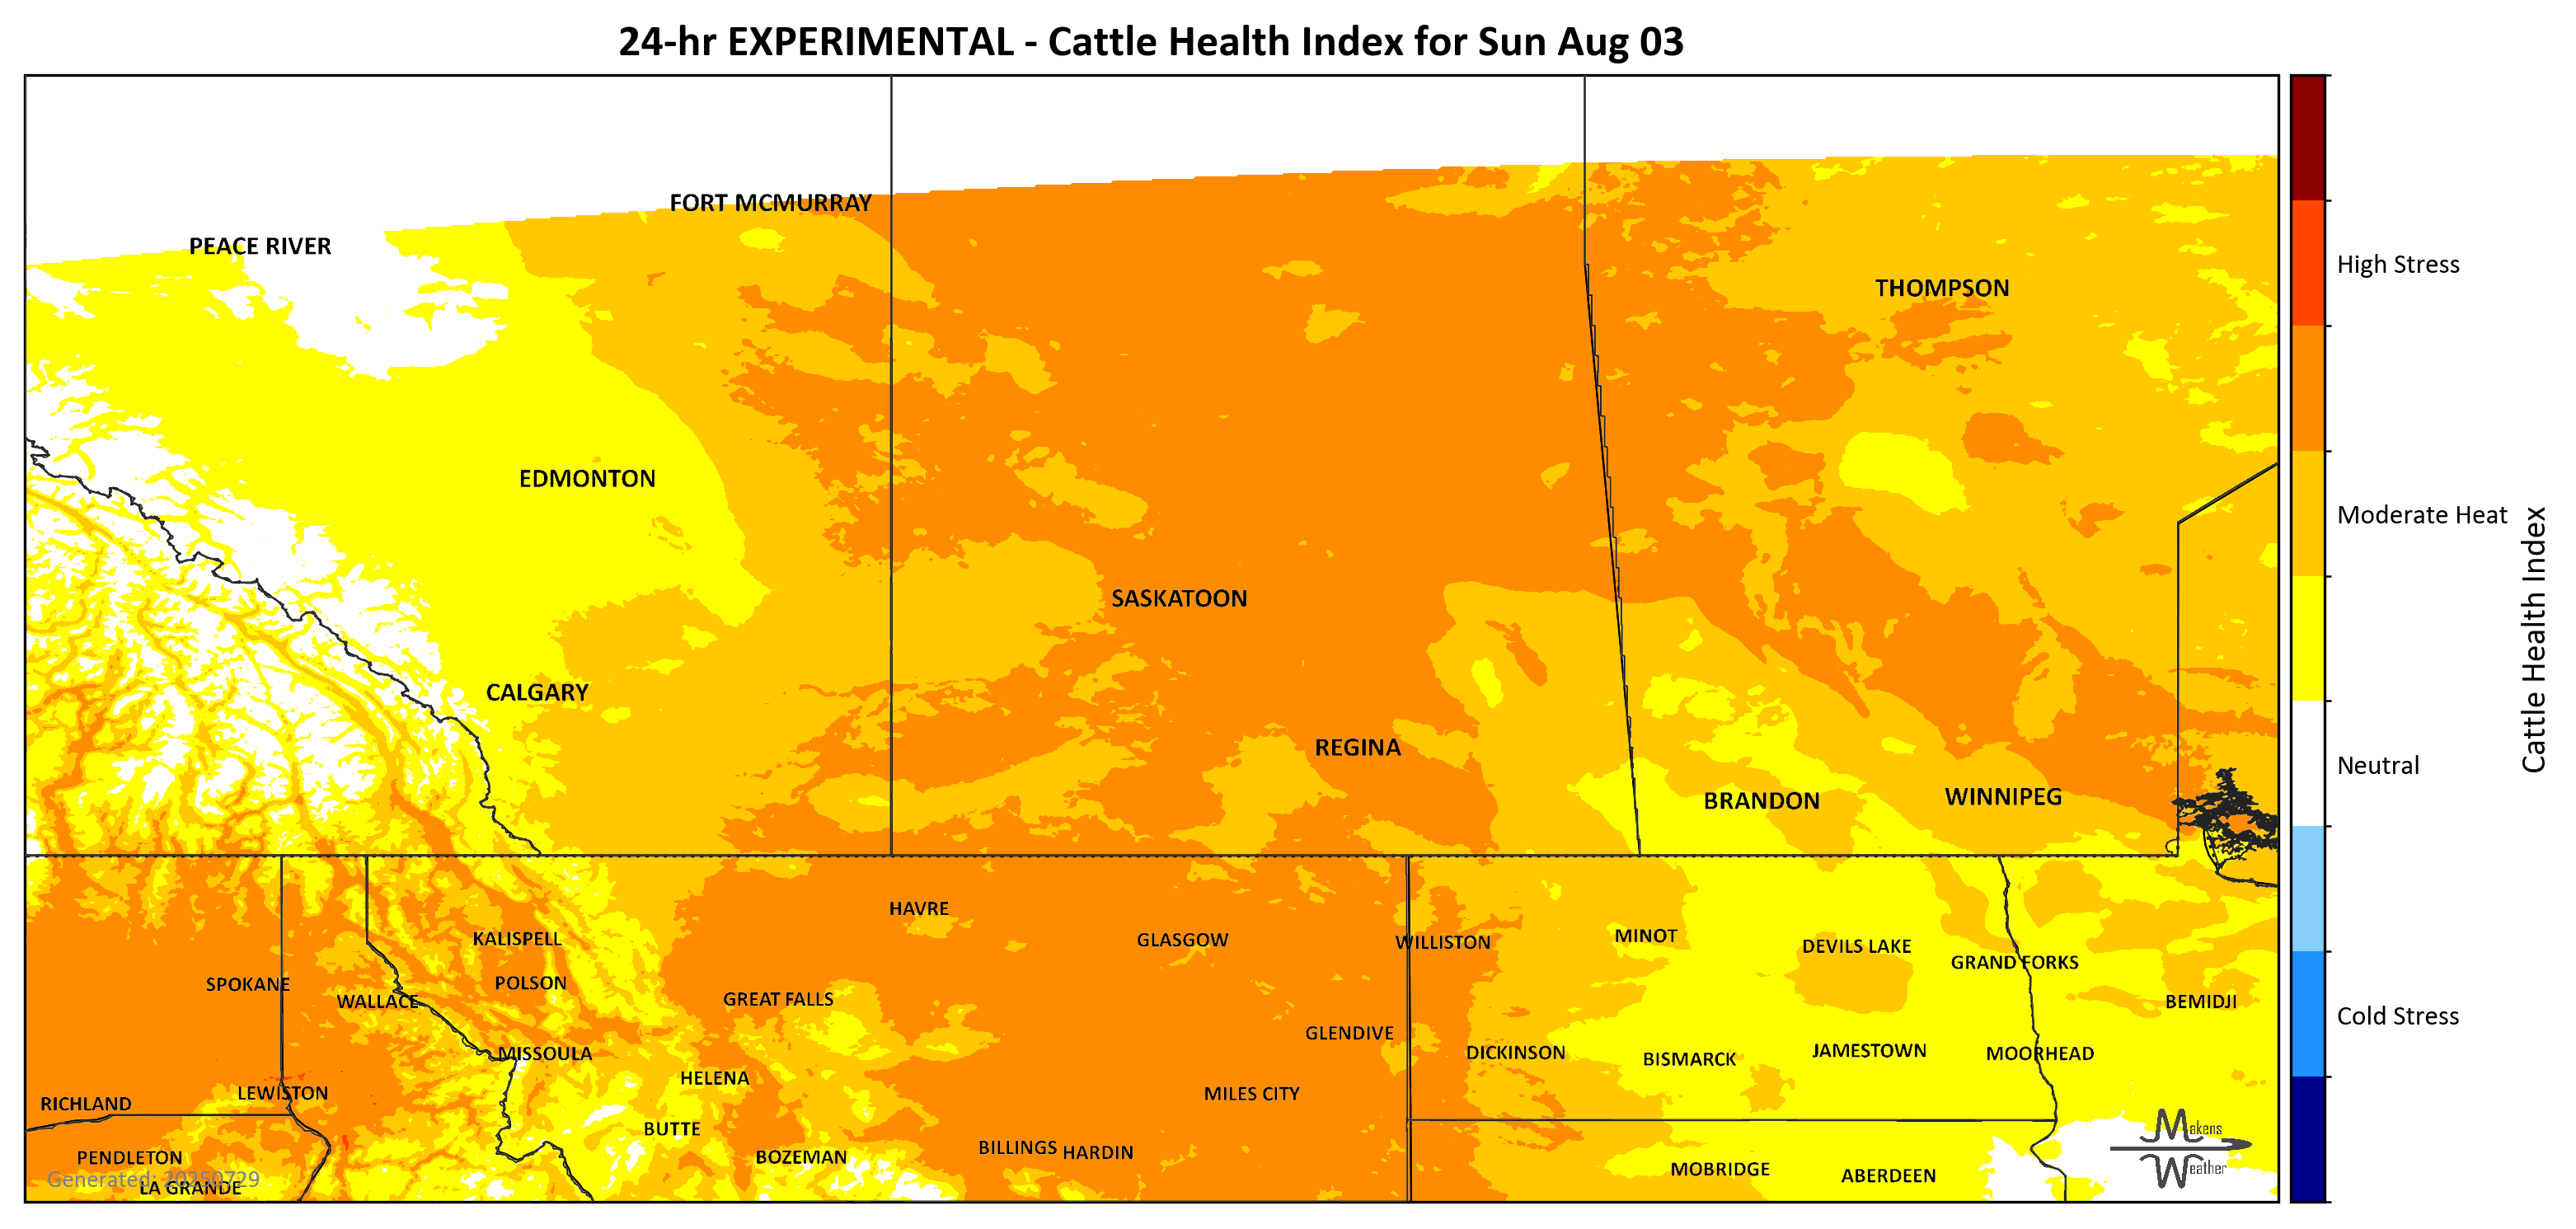 24-hr EXPERIMENTAL - Cattle Health Index for Sun Aug 03
FORT MCMURRAY
PEACE RIVER
THOMPSON
EDMONTON
SASKATOON
CALGARY
REGINA
BRANDON
WINNIPEG
HAVRE
KALISPELL
GLASGOW
WILLISTON
MINOT
DEVILS LAKE
GRAND FORKS
SPOKANE
POLSON
WALLACE
GREAT FALLS
BEMIDJI
GLENDIVE
MISSOULA
DICKINSON
BISMARCK
JAMESTOWN
MOORHEAD
HELENA
LEWISTON
MILES CITY
RICHLAND
BUTTE
BILLINGS
HARDIN
PENDLETON
BOZEMAN
MOBRIDGE
ABERDEEN
Generated: 20250729
LA GRANDE
Makens
Weather
High Stress
Moderate Heat
Neutral
Cold Stress
Cattle Health Index